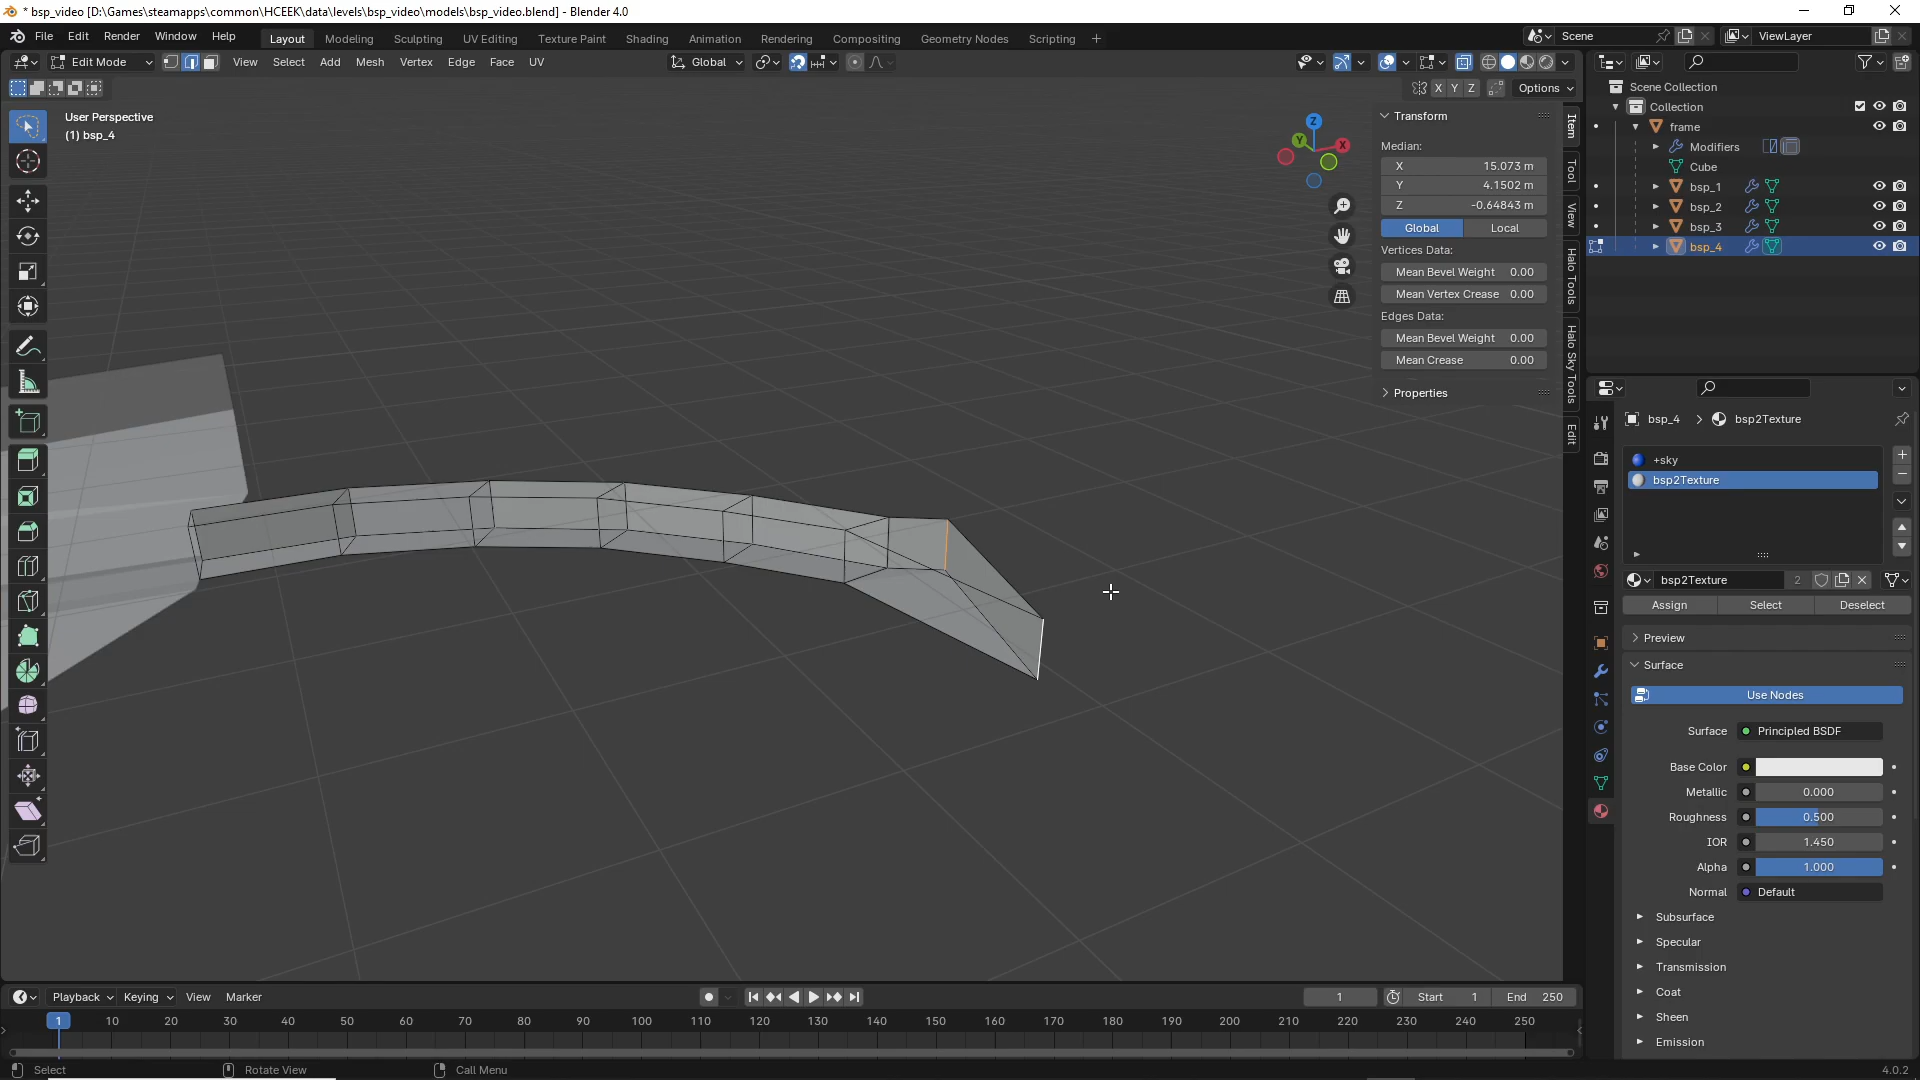 * bsp_video [D:\Games\steamapps\common\HCEEK\data\levels\bsp_video\models\bsp_video.blend] - Blender 4.0
File Edit Render Window Help
Layout Modeling Sculpting UV Editing Texture Paint Shading Animation Rendering Compositing Geometry Nodes Scripting +
Scene
ViewLayer
Edit Mode View Select Add Mesh Vertex Edge Face UV
Global
X Y Z Options
User Perspective
(1) bsp_4
Z
Y
X
Transform
Median:
X 15.073 m
Y 4.1502 m
Z -0.64843 m
Global Local
Vertices Data:
Mean Bevel Weight 0.00
Mean Vertex Crease 0.00
Edges Data:
Mean Bevel Weight 0.00
Mean Crease 0.00
Properties
Item
Tool
View
Halo Tools
Halo Sky Tools
Edit
Scene Collection
Collection
frame
Modifiers
Cube
bsp_1
bsp_2
bsp_3
bsp_4
bsp_4 > bsp2Texture
+sky
bsp2Texture
bsp2Texture 2
Assign Select Deselect
Preview
Surface
Use Nodes
Surface Principled BSDF
Base Color
Metallic 0.000
Roughness 0.500
IOR 1.450
Alpha 1.000
Normal Default
Subsurface
Specular
Transmission
Coat
Sheen
Emission
Playback Keying View Marker
1 Start 1 End 250
1 10 20 30 40 50 60 70 80 90 100 110 120 130 140 150 160 170 180 190 200 210 220 230 240 250
Select Rotate View Call Menu 4.0.2